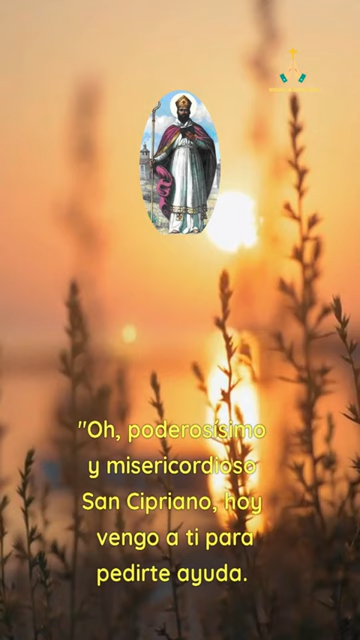 "Oh, poderosísimo
y misericordioso
San Cipriano, hoy
vengo a ti para
pedirte ayuda.